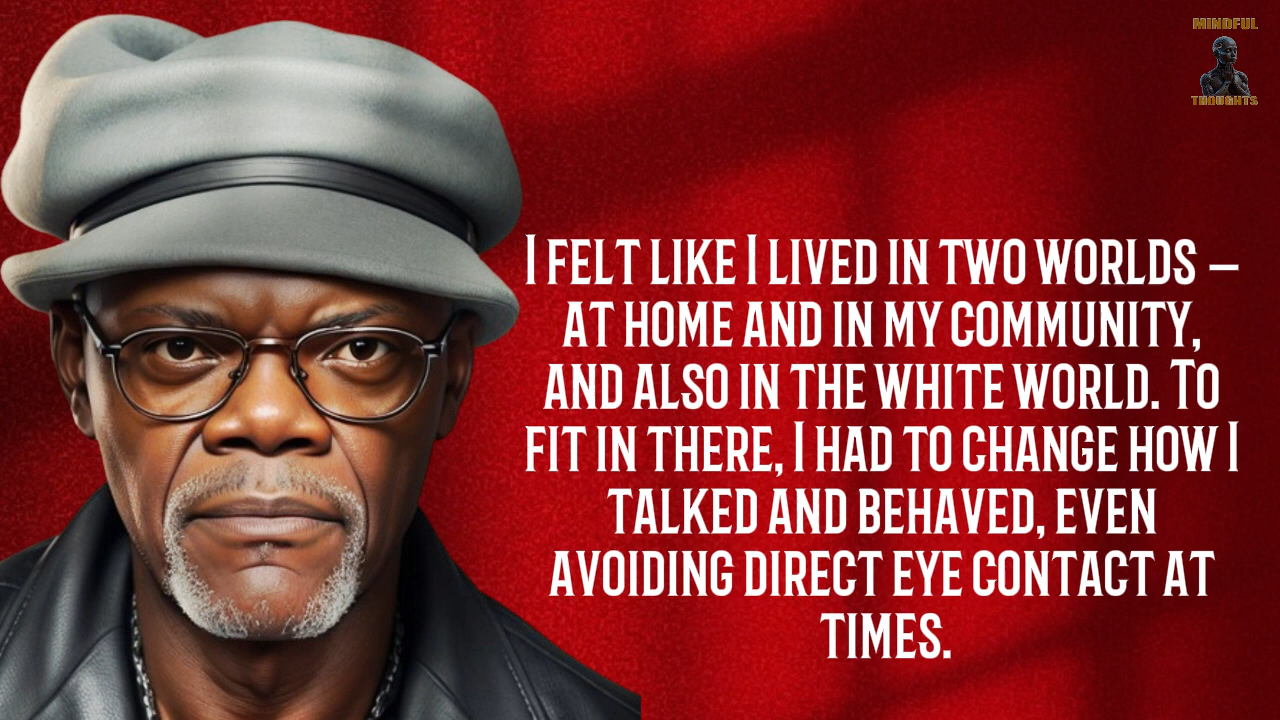 MINDFUL
THOUGHTS
I FELT LIKE I LIVED IN TWO WORLDS –
AT HOME AND IN MY COMMUNITY,
AND ALSO IN THE WHITE WORLD. TO
FIT IN THERE, I HAD TO CHANGE HOW I
TALKED AND BEHAVED, EVEN
AVOIDING DIRECT EYE CONTACT AT
TIMES.